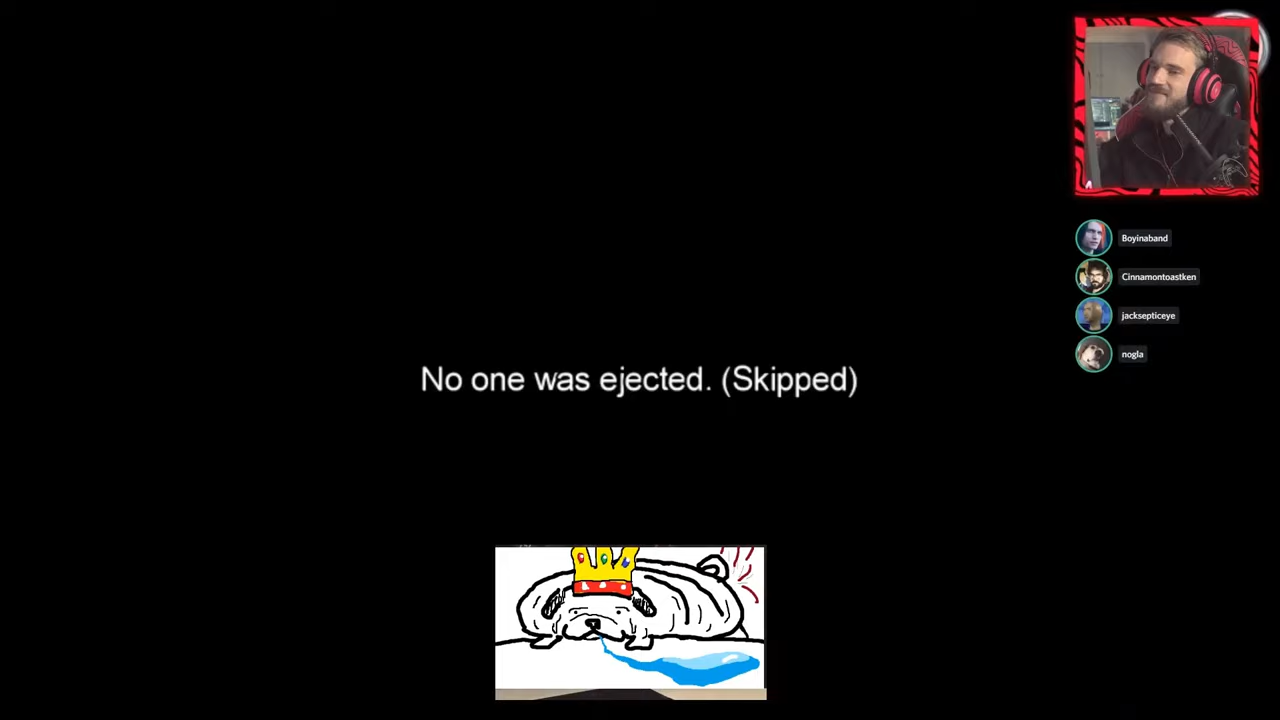 Boyinaband
Cinnamontoastken
jacksepticeye
nogla
No one was ejected. (Skipped)